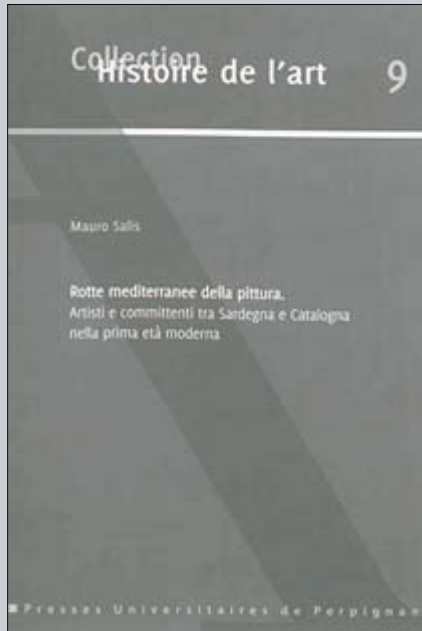 Collection
Histoire de l'art 9
Mauro Salis
Rotte mediterranee della pittura.
Artisti e committenti tra Sardegna e Catalogna
nella prima età moderna
Presses Universitaires de Perpignan